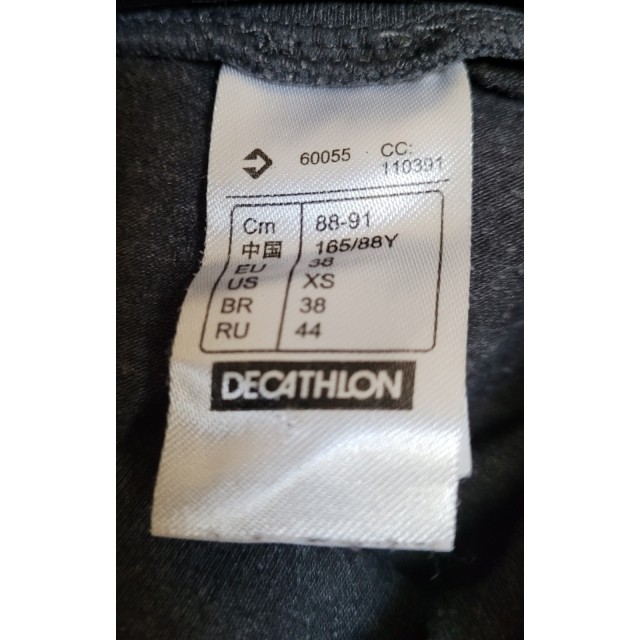 60055 CC:
110391
Cm 88-91
中国 165/88Y
EU 38
US XS
BR 38
RU 44
DECATHLON